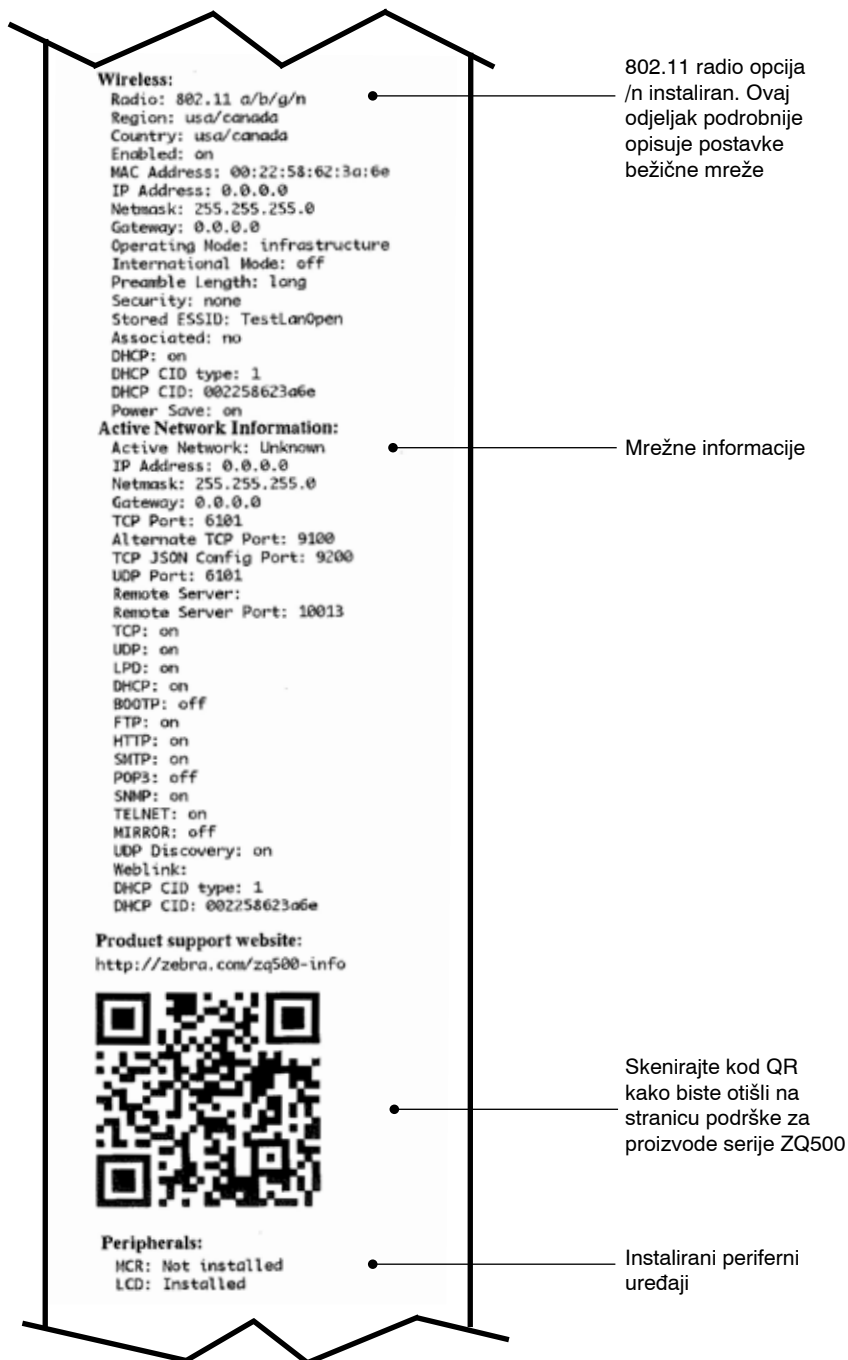 Wireless:
Radio: 802.11 a/b/g/n
Region: usa/canada
Country: usa/canada
Enabled: on
MAC Address: 00:22:58:62:3a:6e
IP Address: 0.0.0.0
Netmask: 255.255.255.0
Gateway: 0.0.0.0
Operating Mode: infrastructure
International Mode: off
Preamble Length: long
Security: none
Stored ESSID: TestLanOpen
Associated: no
DHCP: on
DHCP CID type: 1
DHCP CID: 002258623a6e
Power Save: on
Active Network Information:
Active Network: Unknown
IP Address: 0.0.0.0
Netmask: 255.255.255.0
Gateway: 0.0.0.0
TCP Port: 6101
Alternate TCP Port: 9100
TCP JSON Config Port: 9200
UDP Port: 6101
Remote Server:
Remote Server Port: 10013
TCP: on
UDP: on
LPD: on
DHCP: on
BOOTP: off
FTP: on
HTTP: on
SMTP: on
POP3: off
SNMP: on
TELNET: on
MIRROR: off
UDP Discovery: on
Weblink:
DHCP CID type: 1
DHCP CID: 002258623a6e
Product support website:
http://zebra.com/zq500-info
Peripherals:
MCR: Not installed
LCD: Installed
802.11 radio opcija
/n instaliran. Ovaj
odjeljak podrobnije
opisuje postavke
bežične mreže
Mrežne informacije
Skenirajte kod QR
kako biste otišli na
stranicu podrške za
proizvode serije ZQ500
Instalirani periferni
uređaji